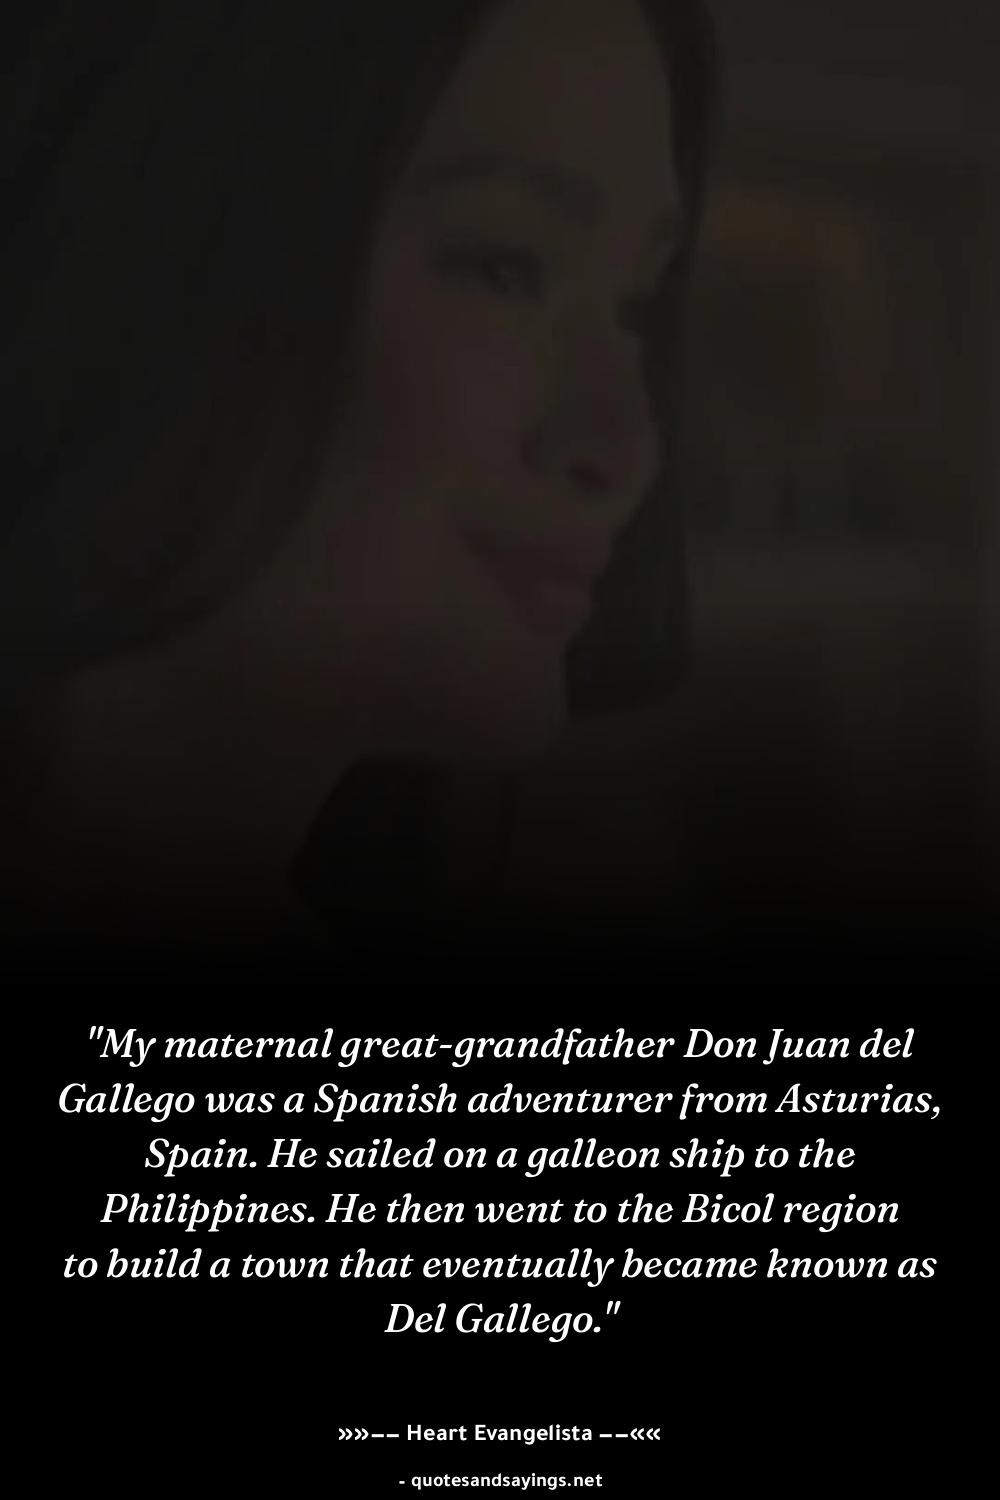 "My maternal great-grandfather Don Juan del
Gallego was a Spanish adventurer from Asturias,
Spain. He sailed on a galleon ship to the
Philippines. He then went to the Bicol region
to build a town that eventually became known as
Del Gallego."
»»–– Heart Evangelista ––««
- quotesandsayings.net